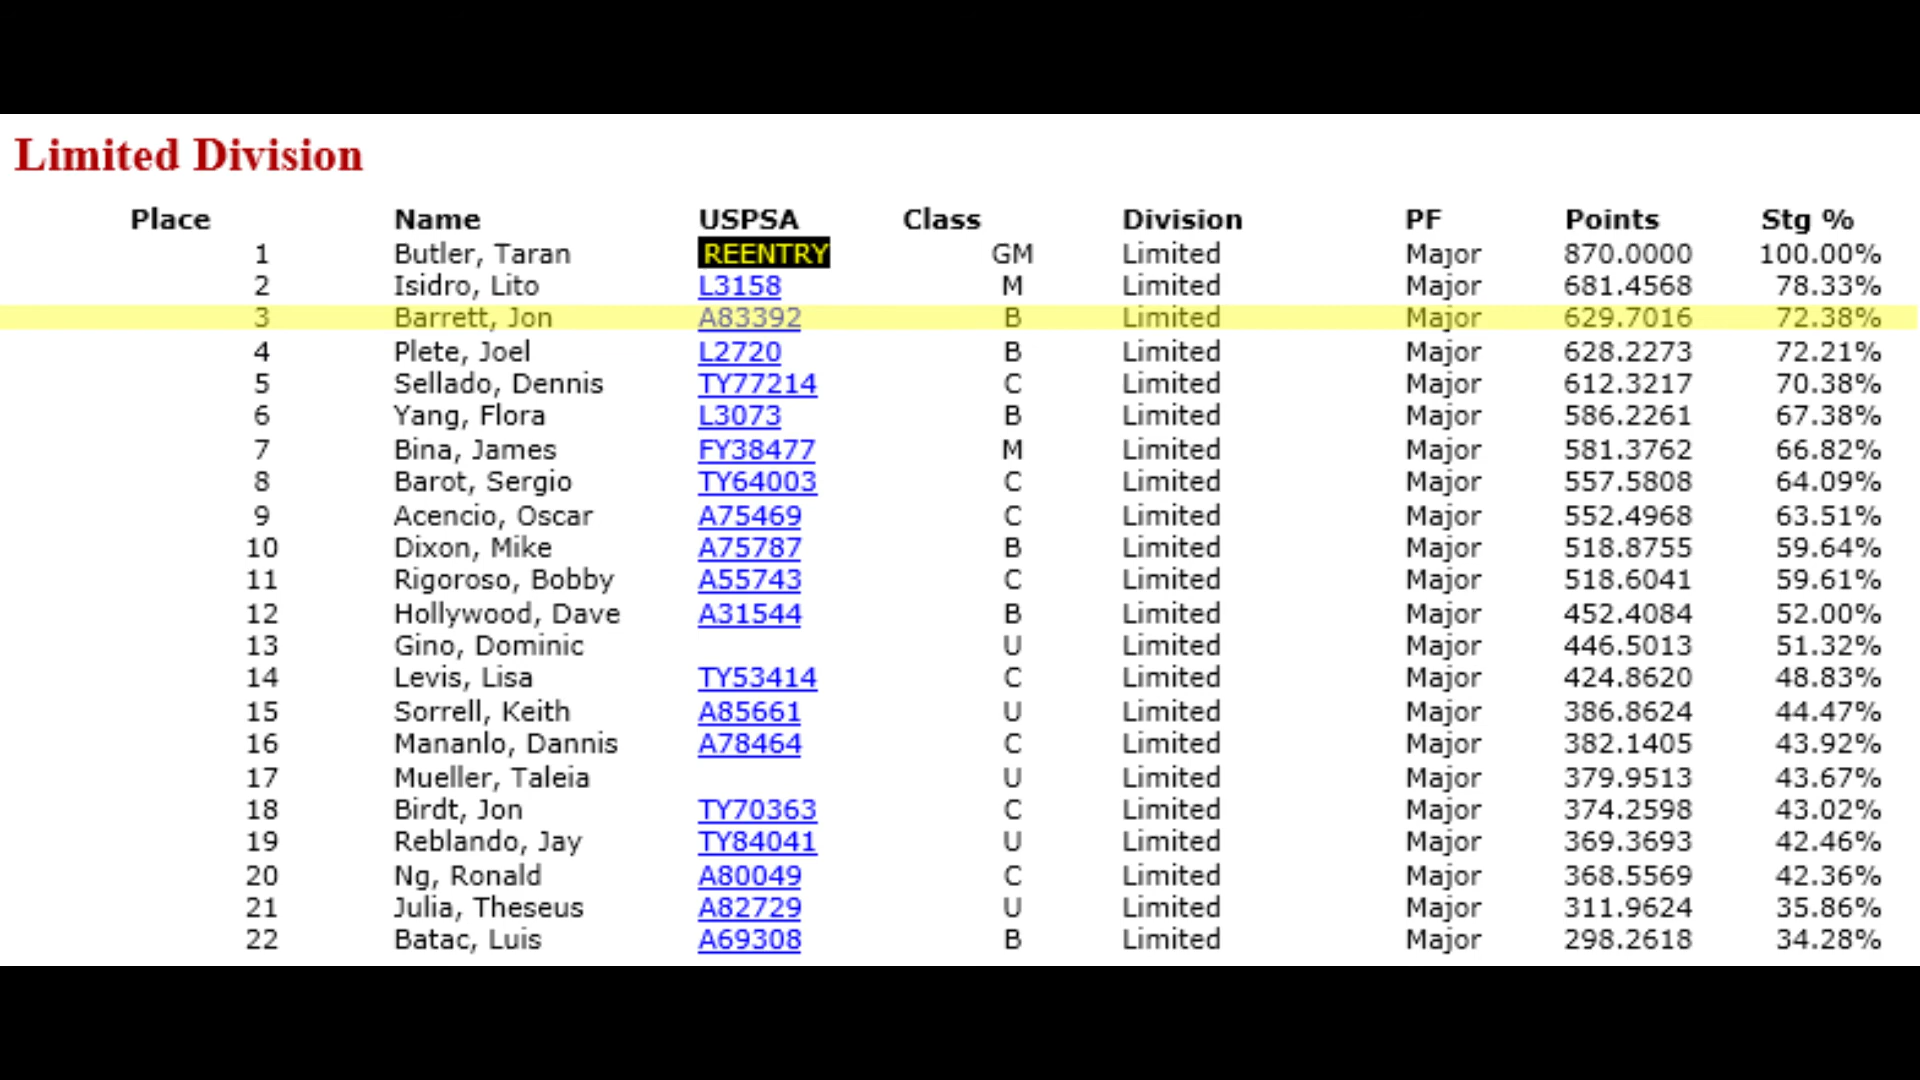 Limited Division
Place Name USPSA Class Division PF Points Stg %
1 Butler, Taran REENTRY GM Limited Major 870.0000 100.00%
2 Isidro, Lito L3158 M Limited Major 681.4568 78.33%
3 Barrett, Jon A83392 B Limited Major 629.7016 72.38%
4 Plete, Joel L2720 B Limited Major 628.2273 72.21%
5 Sellado, Dennis TY77214 C Limited Major 612.3217 70.38%
6 Yang, Flora L3073 B Limited Major 586.2261 67.38%
7 Bina, James FY38477 M Limited Major 581.3762 66.82%
8 Barot, Sergio TY64003 C Limited Major 557.5808 64.09%
9 Acencio, Oscar A75469 C Limited Major 552.4968 63.51%
10 Dixon, Mike A75787 B Limited Major 518.8755 59.64%
11 Rigoroso, Bobby A55743 C Limited Major 518.6041 59.61%
12 Hollywood, Dave A31544 B Limited Major 452.4084 52.00%
13 Gino, Dominic U Limited Major 446.5013 51.32%
14 Levis, Lisa TY53414 C Limited Major 424.8620 48.83%
15 Sorrell, Keith A85661 U Limited Major 386.8624 44.47%
16 Mananlo, Dannis A78464 C Limited Major 382.1405 43.92%
17 Mueller, Taleia U Limited Major 379.9513 43.67%
18 Birdt, Jon TY70363 C Limited Major 374.2598 43.02%
19 Reblando, Jay TY84041 U Limited Major 369.3693 42.46%
20 Ng, Ronald A80049 C Limited Major 368.5569 42.36%
21 Julia, Theseus A82729 U Limited Major 311.9624 35.86%
22 Batac, Luis A69308 B Limited Major 298.2618 34.28%